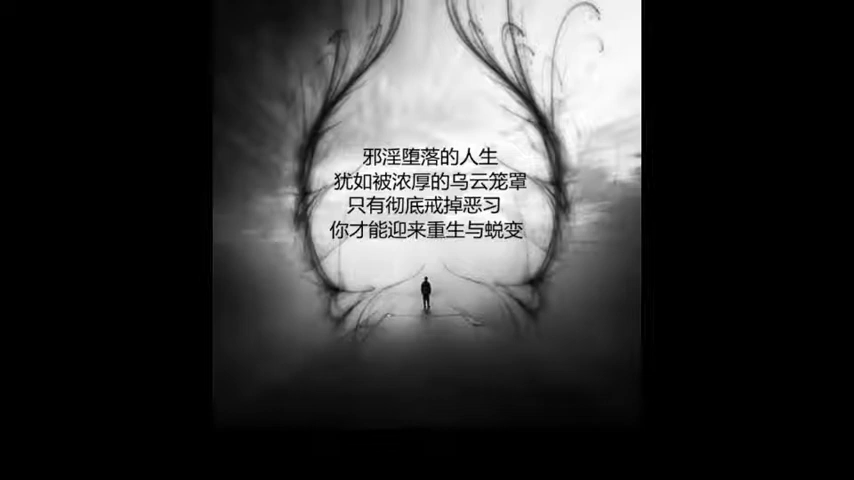 邪淫堕落的人生
犹如被浓厚的乌云笼罩
只有彻底戒掉恶习
你才能迎来重生与蜕变